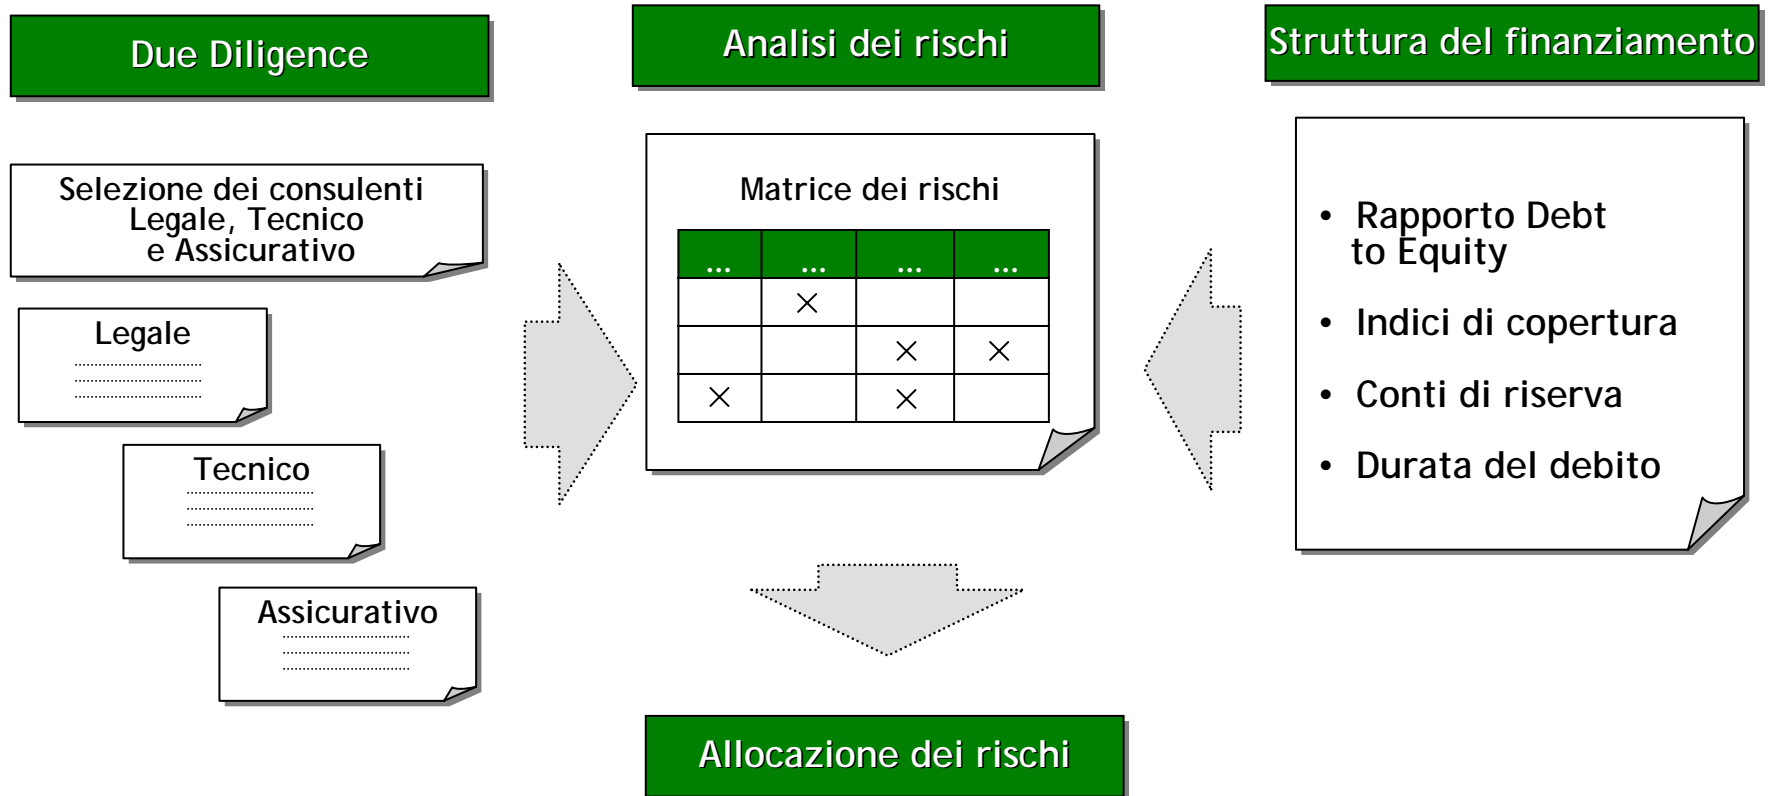 Due Diligence
Analisi dei rischi
Struttura del finanziamento
Selezione dei consulenti
Legale, Tecnico
e Assicurativo
Legale
Tecnico
Assicurativo
Matrice dei rischi
... ... ... ...
×
× ×
× ×
• Rapporto Debt
to Equity
• Indici di copertura
• Conti di riserva
• Durata del debito
Allocazione dei rischi